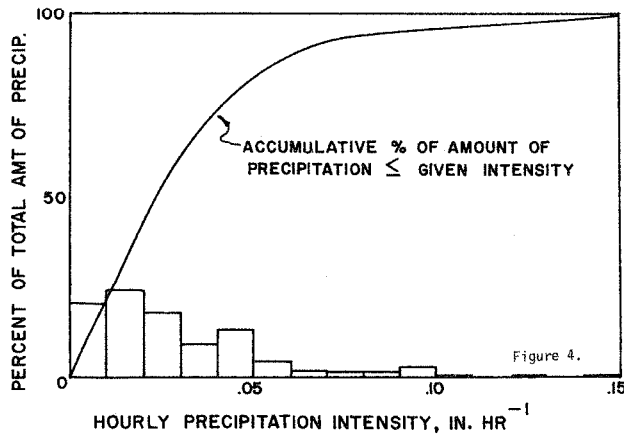 100
50
0
PERCENT OF TOTAL AMT OF PRECIP.
ACCUMULATIVE % OF AMOUNT OF
PRECIPITATION ≤ GIVEN INTENSITY
Figure 4.
.05
.10
.15
HOURLY PRECIPITATION INTENSITY, IN. HR⁻¹